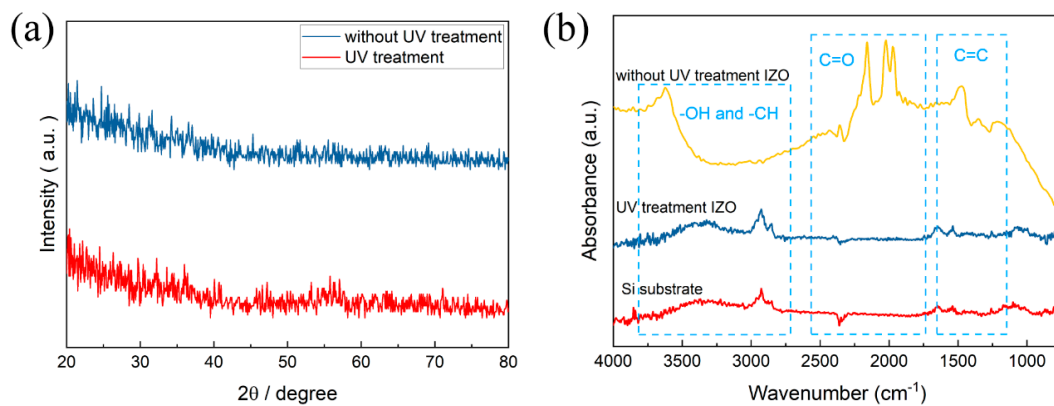 (a)
without UV treatment
UV treatment
Intensity ( a.u.)
20
30
40
50
60
70
80
2θ / degree
(b)
C=O
C=C
without UV treatment IZO
-OH and -CH
UV treatment IZO
Si substrate
Absorbance (a.u.)
4000
3500
3000
2500
2000
1500
1000
Wavenumber (cm⁻¹)